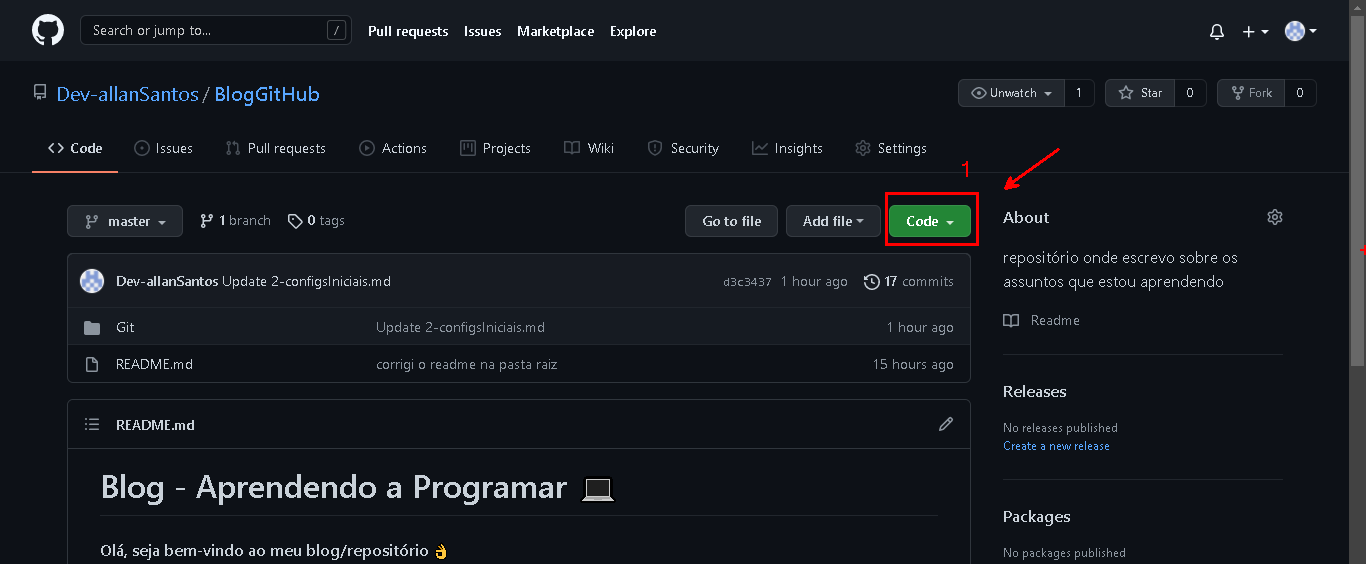 Search or jump to... /
Pull requests Issues Marketplace Explore
Dev-allanSantos / BlogGitHub
Unwatch 1 Star 0 Fork 0
Code Issues Pull requests Actions Projects Wiki Security Insights Settings
1
master 1 branch 0 tags Go to file Add file Code
Dev-allanSantos Update 2-configsIniciais.md d3c3437 1 hour ago 17 commits
Git Update 2-configsIniciais.md 1 hour ago
README.md corrigi o readme na pasta raiz 15 hours ago
README.md
Blog - Aprendendo a Programar 💻
Olá, seja bem-vindo ao meu blog/repositório 👌
About
repositório onde escrevo sobre os
assuntos que estou aprendendo
Readme
Releases
No releases published
Create a new release
Packages
No packages published